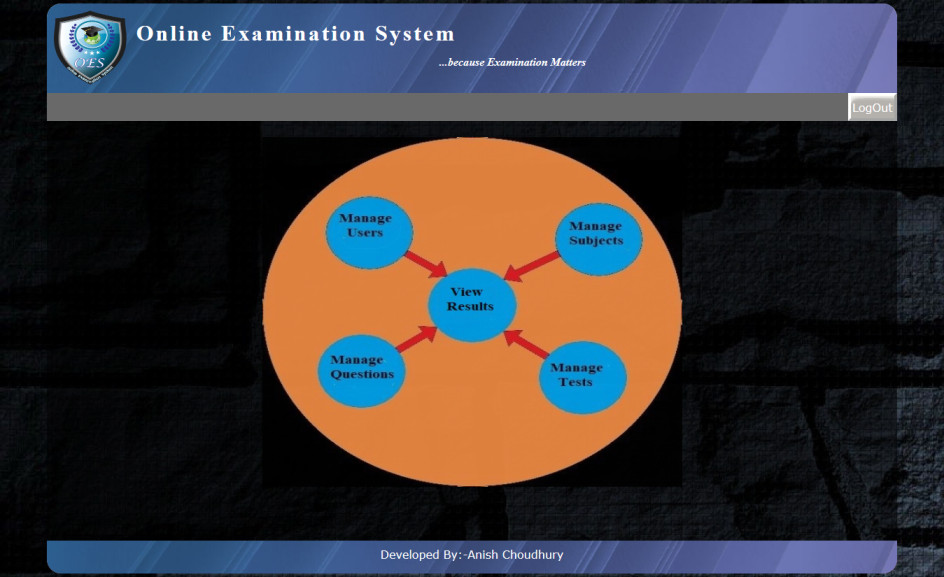 Online Examination System
...because Examination Matters
OES
LogOut
Manage
Users
Manage
Subjects
View
Results
Manage
Questions
Manage
Tests
Developed By:-Anish Choudhury